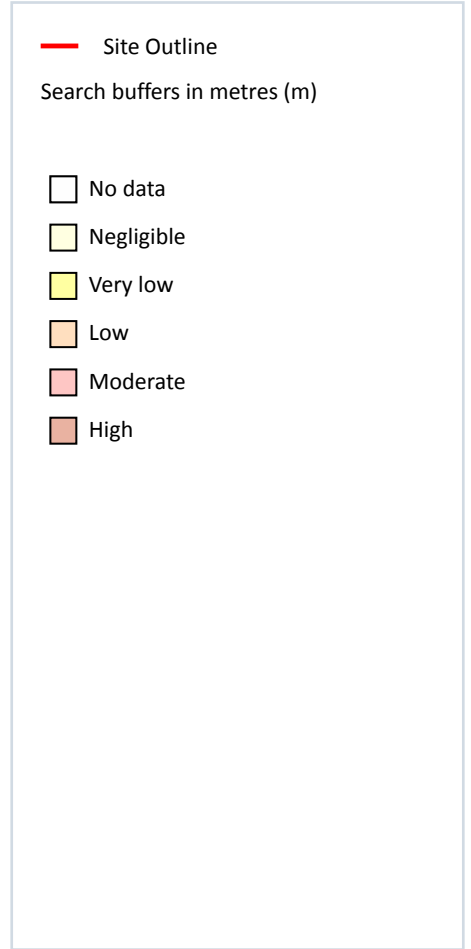 Site Outline
Search buffers in metres (m)
No data
Negligible
Very low
Low
Moderate
High